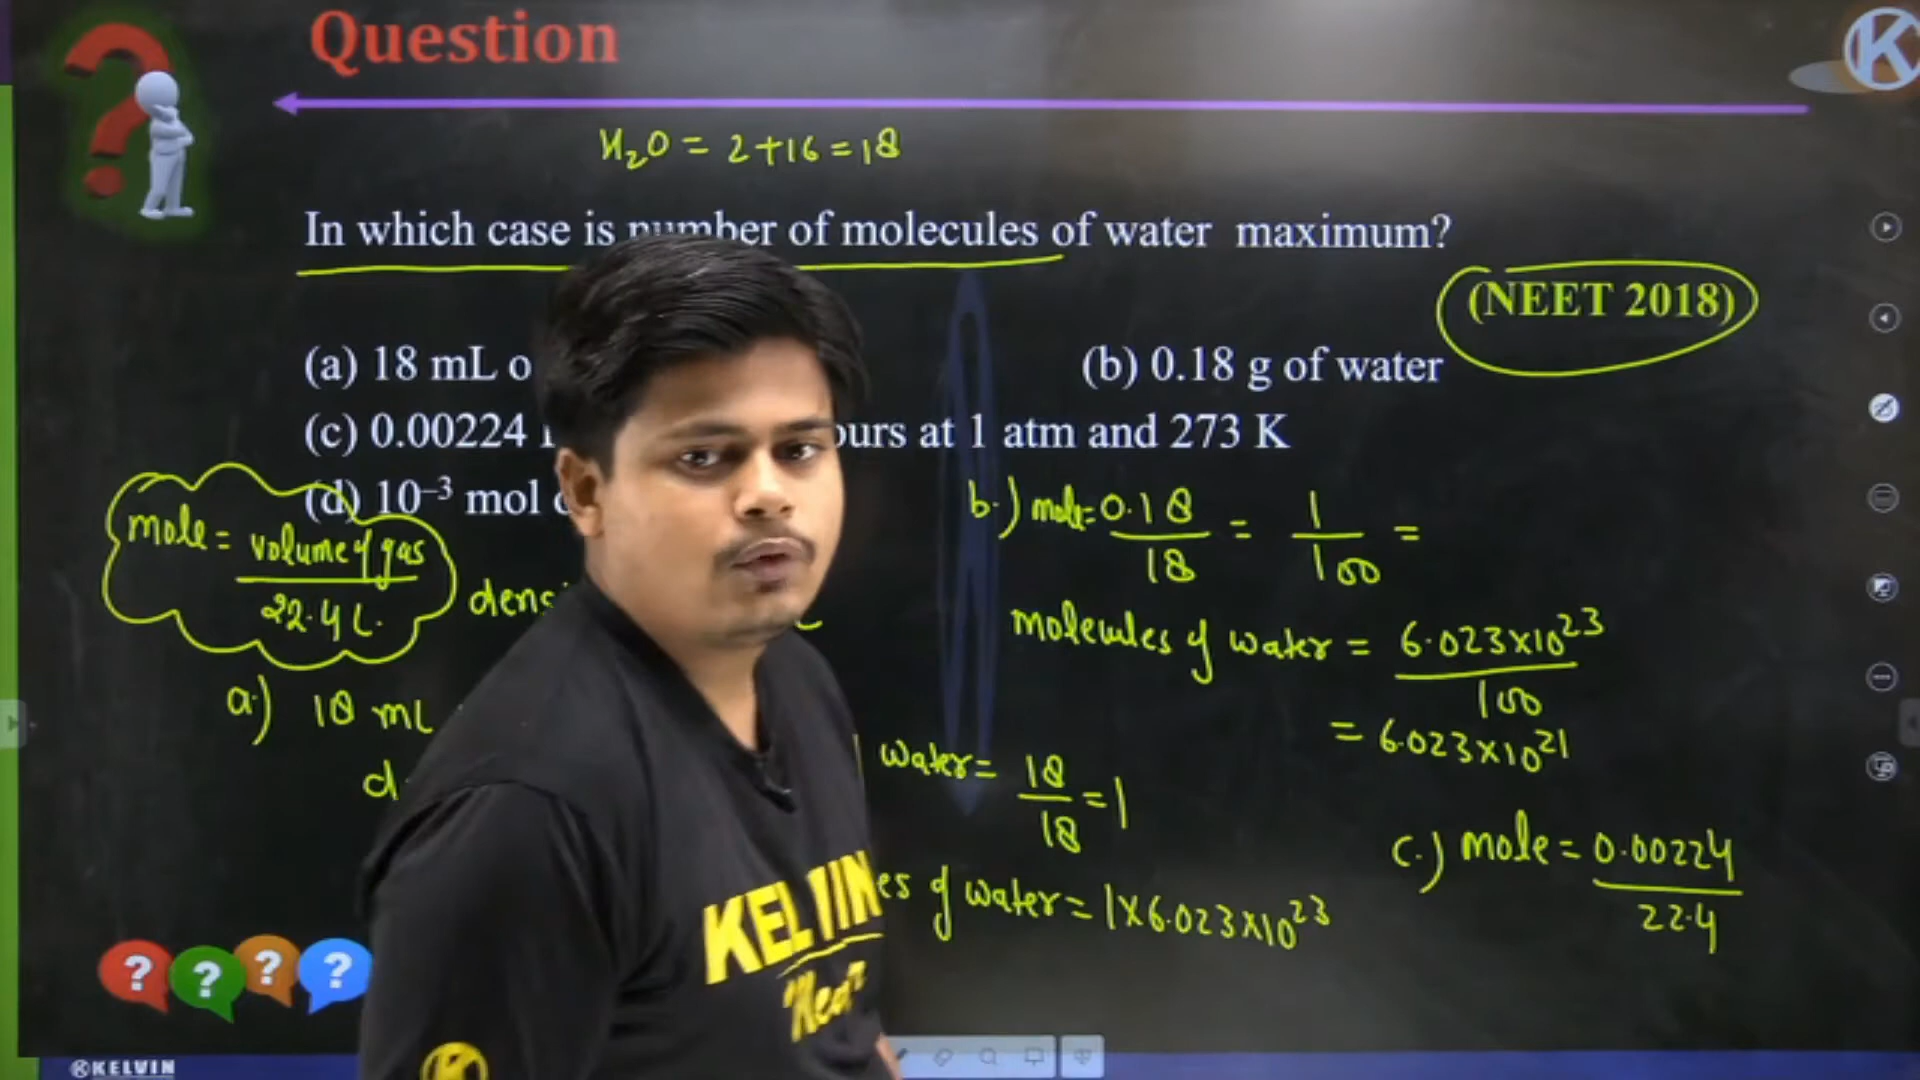 Question
H₂O = 2+16=18
In which case is number of molecules of water maximum?
(NEET 2018)
(a) 18 mL o
(b) 0.18 g of water
(c) 0.00224 ours at 1 atm and 273 K
(d) 10⁻³ mol
mole = volume of gas
22.4 L.
dens
a.) 18 mL
d
water = 18
18
=1
es of water = 1×6.023×10²³
b.) mole= 0.18
18
= 1
100
=
molecules of water = 6.023×10²³
100
= 6.023×10²¹
c.) mole = 0.00224
22.4
KELVIN
Neet
KELVIN